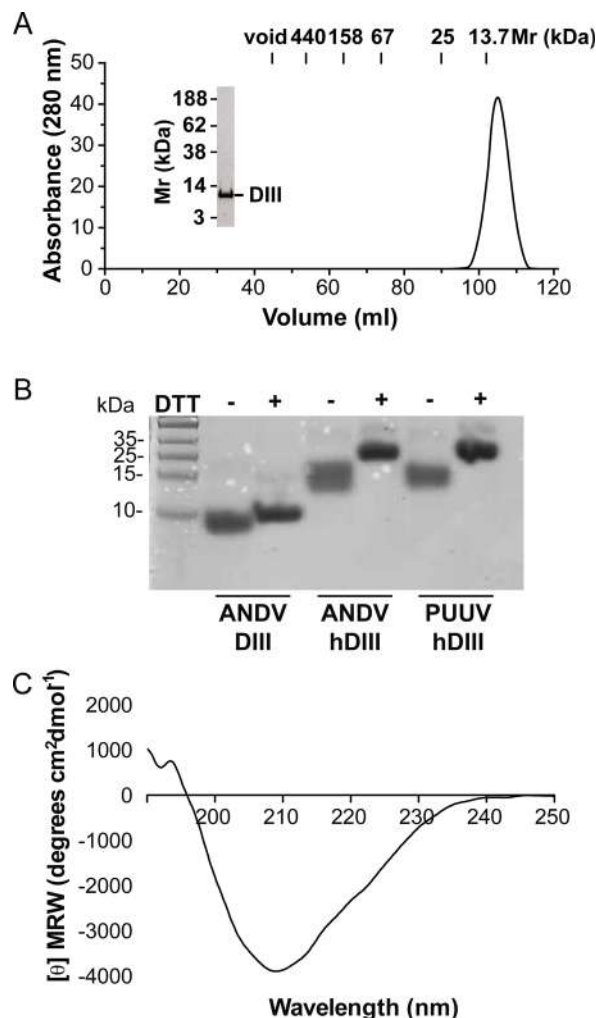 A
void 440 158 67 25 13.7 Mr (kDa)
Absorbance (280 nm)
50
40
30
20
10
0
Mr (kDa)
188
62
38
14
3
DIII
0 20 40 60 80 100 120
Volume (ml)
B
kDa DTT - + - + - +
35-
25-
15-
10-
ANDV ANDV PUUV
DIII hDIII hDIII
C
[θ] MRW (degrees cm²dmol⁻¹)
2000
1000
0
-1000
-2000
-3000
-4000
200 210 220 230 240 250
Wavelength (nm)